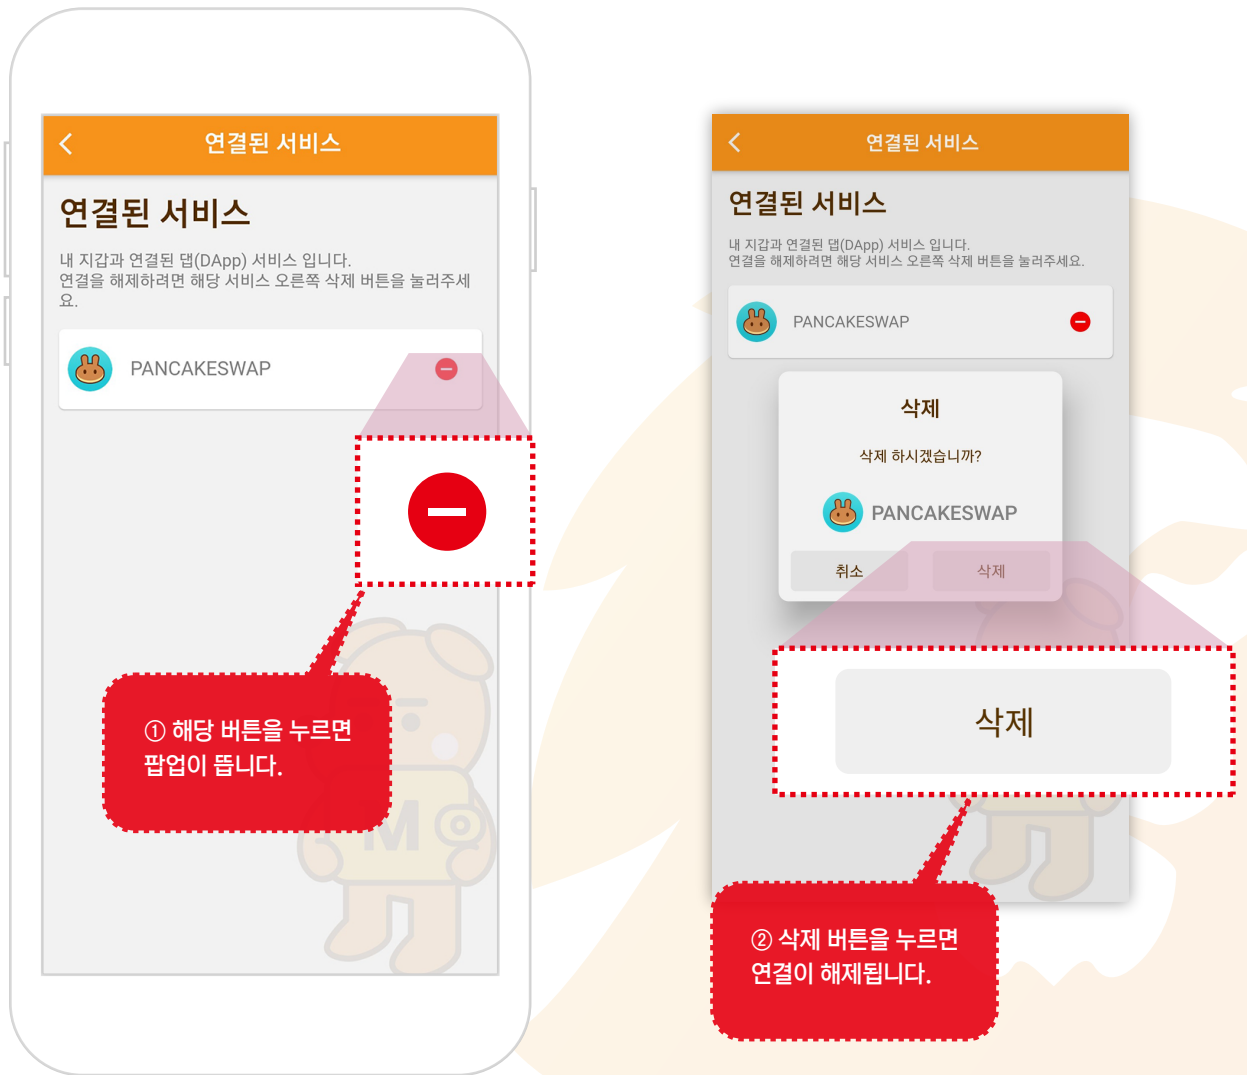 연결된 서비스
연결된 서비스
내 지갑과 연결된 댑(DApp) 서비스 입니다.
연결을 해제하려면 해당 서비스 오른쪽 삭제 버튼을 눌러주세
요.
PANCAKESWAP
① 해당 버튼을 누르면
팝업이 뜹니다.
M
연결된 서비스
연결된 서비스
내 지갑과 연결된 댑(DApp) 서비스 입니다.
연결을 해제하려면 해당 서비스 오른쪽 삭제 버튼을 눌러주세요.
PANCAKESWAP
삭제
삭제 하시겠습니까?
PANCAKESWAP
취소
삭제
삭제
② 삭제 버튼을 누르면
연결이 해제됩니다.